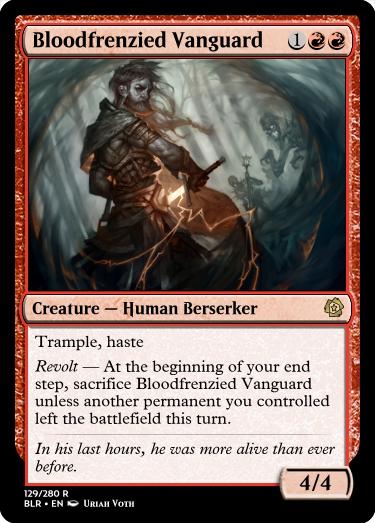 Bloodfrenzied Vanguard 1
Creature — Human Berserker
Trample, haste
Revolt — At the beginning of your end
step, sacrifice Bloodfrenzied Vanguard
unless another permanent you controlled
left the battlefield this turn.
In his last hours, he was more alive than ever
before.
4/4
129/280 R
BLR • EN Uriah Voth